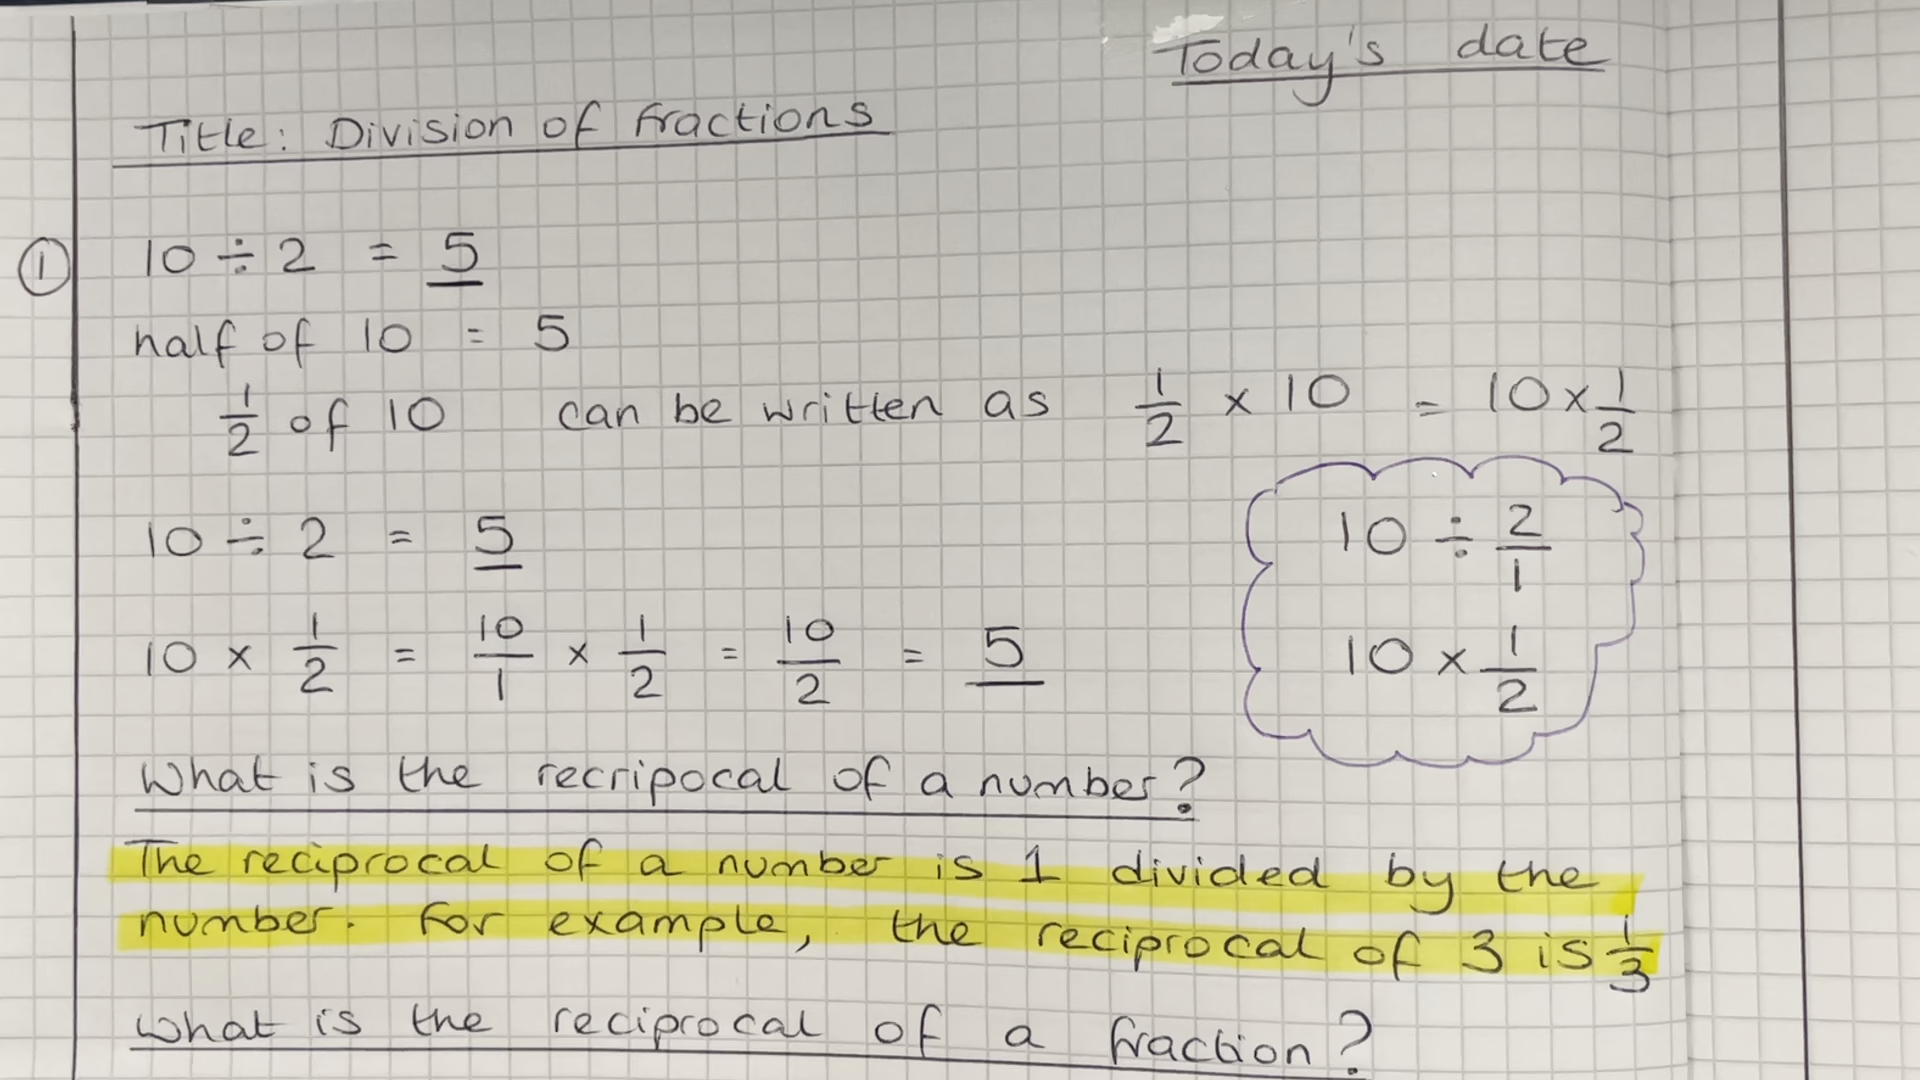 Today's date
Title: Division of fractions
① 10 ÷ 2 = 5
half of 10 = 5
1/2 of 10 can be written as 1/2 × 10 = 10 × 1/2
10 ÷ 2/1
10 ÷ 2 = 5
10 × 1/2
10 × 1/2 = 10/1 × 1/2 = 10/2 = 5
What is the recripocal of a number?
The reciprocal of a number is 1 divided by the
number. For example, the reciprocal of 3 is 1/3
What is the reciprocal of a fraction?